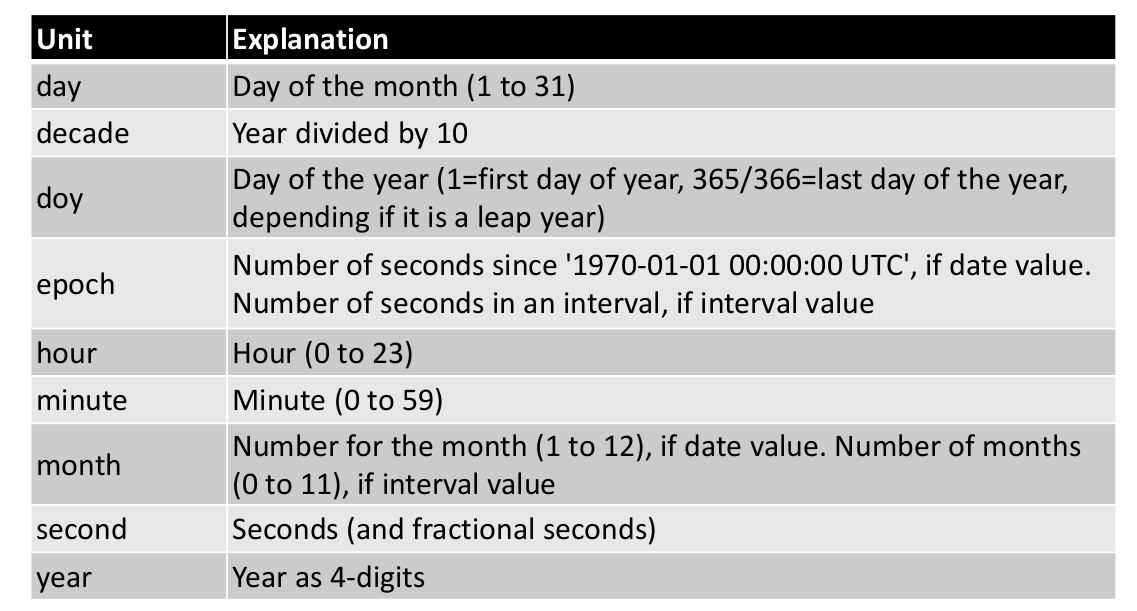 Unit Explanation
day Day of the month (1 to 31)
decade Year divided by 10
doy Day of the year (1=first day of year, 365/366=last day of the year,
depending if it is a leap year)
epoch Number of seconds since '1970-01-01 00:00:00 UTC', if date value.
Number of seconds in an interval, if interval value
hour Hour (0 to 23)
minute Minute (0 to 59)
month Number for the month (1 to 12), if date value. Number of months
(0 to 11), if interval value
second Seconds (and fractional seconds)
year Year as 4-digits